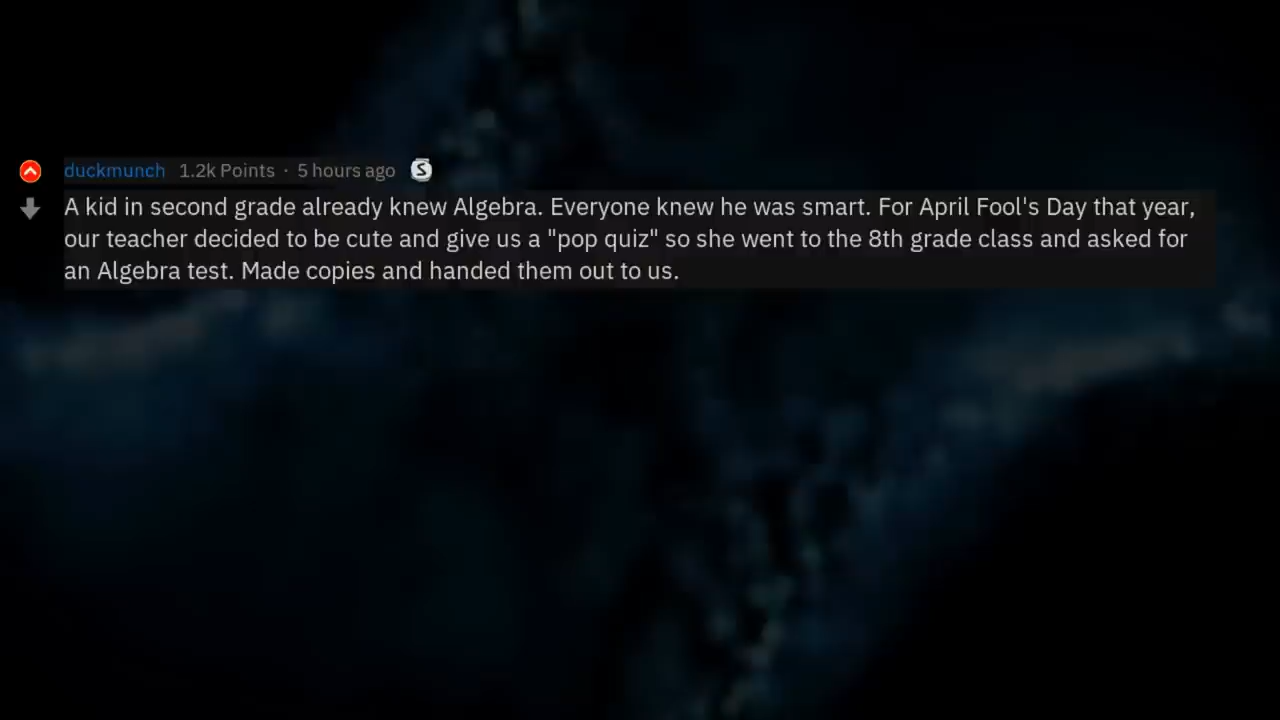 duckmunch 1.2k Points · 5 hours ago S
A kid in second grade already knew Algebra. Everyone knew he was smart. For April Fool's Day that year,
our teacher decided to be cute and give us a "pop quiz" so she went to the 8th grade class and asked for
an Algebra test. Made copies and handed them out to us.